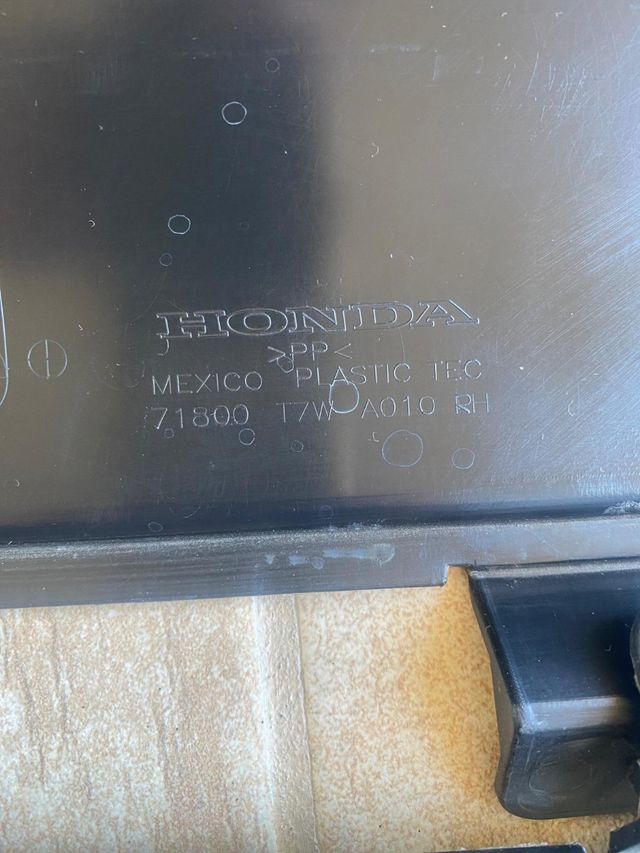 HONDA
>PP<
MEXICO PLASTIC TEC
71800 T7W A010 RH